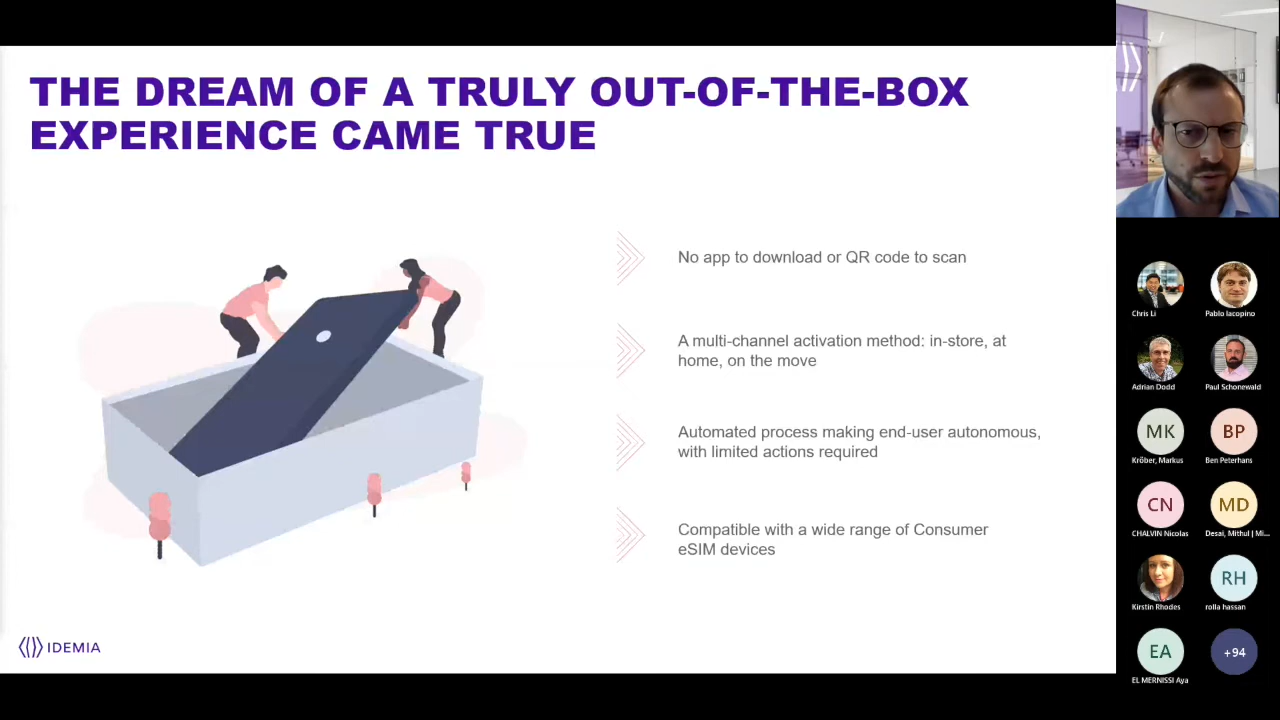 THE DREAM OF A TRULY OUT-OF-THE-BOX
EXPERIENCE CAME TRUE
No app to download or QR code to scan
A multi-channel activation method: in-store, at
home, on the move
Automated process making end-user autonomous,
with limited actions required
Compatible with a wide range of Consumer
eSIM devices
IDEMIA
Chris Li
Pablo Iacopino
Adrian Dodd
Paul Schonewald
MK
BP
Kröber, Markus
Ben Peterhans
CN
MD
CHALVIN Nicolas
Desai, Mithul | Mi...
RH
Kirstin Rhodes
rolla hassan
EA
+94
EL MERNISSI Aya